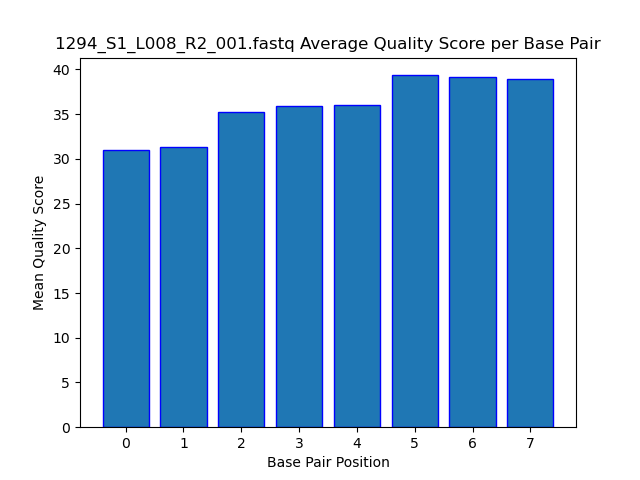 1294_S1_L008_R2_001.fastq Average Quality Score per Base Pair
40
35
30
25
20
15
10
5
0
Mean Quality Score
0 1 2 3 4 5 6 7
Base Pair Position